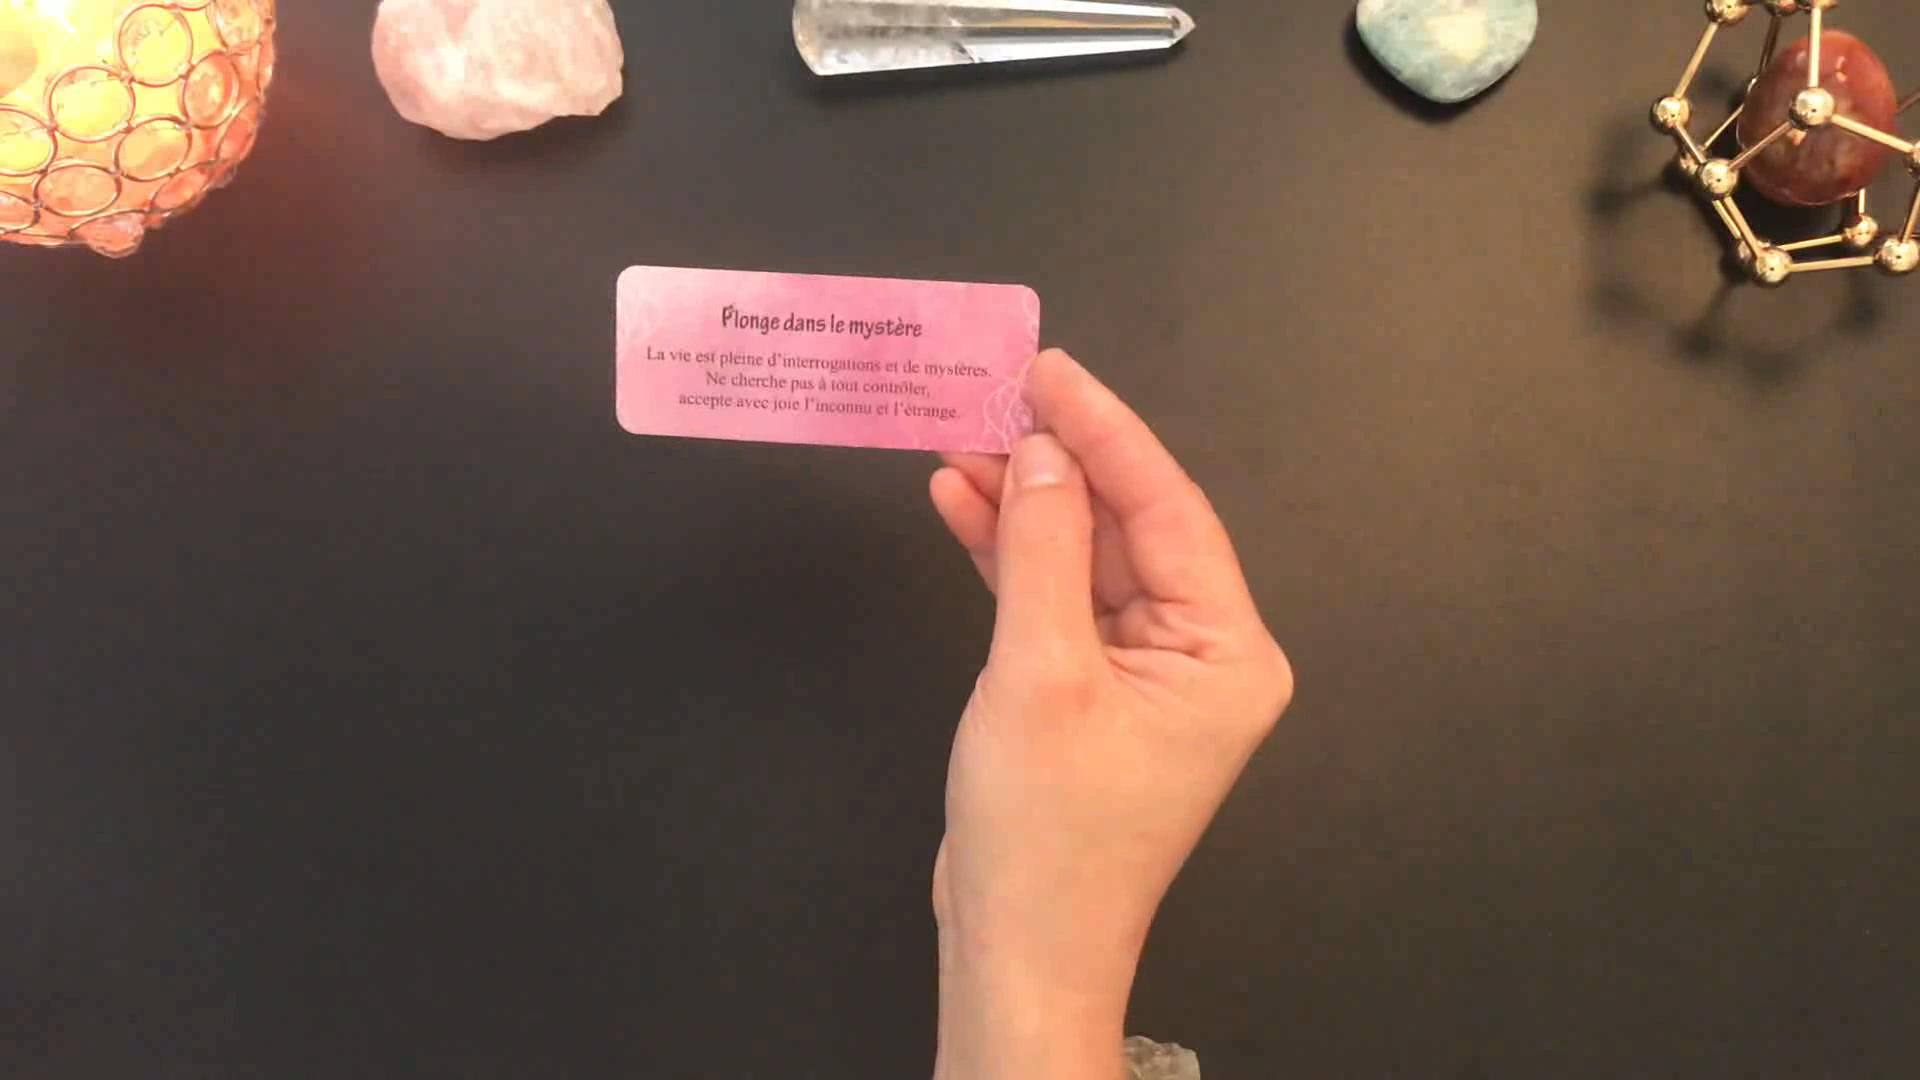 Plonge dans le mystère
La vie est pleine d'interrogations et de mystères.
Ne cherche pas à tout contrôler,
accepte avec joie l'inconnu et l'étrange.